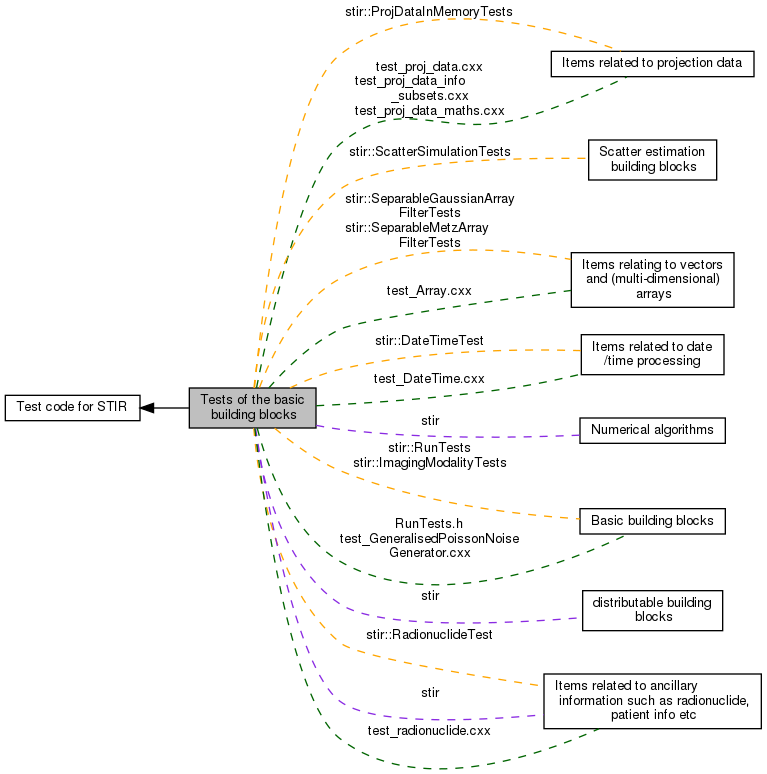 stir::ProjDataInMemoryTests
Items related to projection data
test_proj_data.cxx
test_proj_data_info
_subsets.cxx
test_proj_data_maths.cxx
stir::ScatterSimulationTests
Scatter estimation
building blocks
stir::SeparableGaussianArray
FilterTests
stir::SeparableMetzArray
FilterTests
Items relating to vectors
and (multi-dimensional)
arrays
test_Array.cxx
stir::DateTimeTest
Items related to date
/time processing
test_DateTime.cxx
Test code for STIR
Tests of the basic
building blocks
stir
Numerical algorithms
stir::RunTests
stir::ImagingModalityTests
Basic building blocks
RunTests.h
test_GeneralisedPoissonNoise
Generator.cxx
stir
distributable building
blocks
stir::RadionuclideTest
Items related to ancillary
information such as radionuclide,
patient info etc
stir
test_radionuclide.cxx